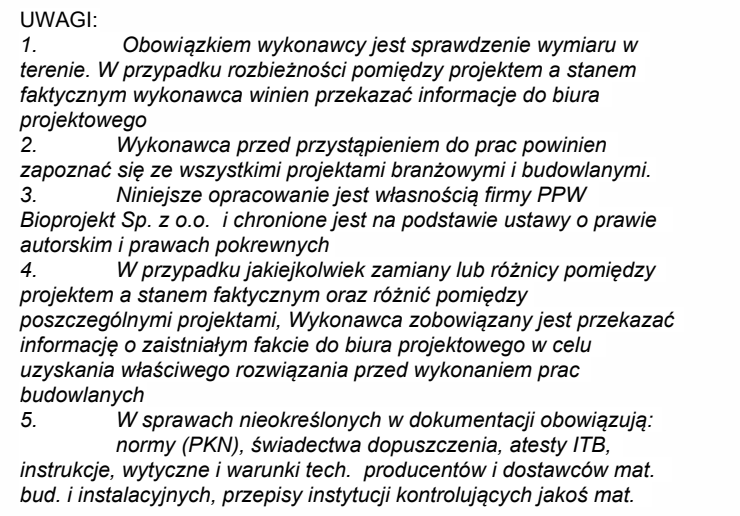 UWAGI:
1. Obowiązkiem wykonawcy jest sprawdzenie wymiaru w
terenie. W przypadku rozbieżności pomiędzy projektem a stanem
faktycznym wykonawca winien przekazać informacje do biura
projektowego
2. Wykonawca przed przystąpieniem do prac powinien
zapoznać się ze wszystkimi projektami branżowymi i budowlanymi.
3. Niniejsze opracowanie jest własnością firmy PPW
Bioprojekt Sp. z o.o. i chronione jest na podstawie ustawy o prawie
autorskim i prawach pokrewnych
4. W przypadku jakiejkolwiek zamiany lub różnicy pomiędzy
projektem a stanem faktycznym oraz różnić pomiędzy
poszczególnymi projektami, Wykonawca zobowiązany jest przekazać
informację o zaistniałym fakcie do biura projektowego w celu
uzyskania właściwego rozwiązania przed wykonaniem prac
budowlanych
5. W sprawach nieokreślonych w dokumentacji obowiązują:
normy (PKN), świadectwa dopuszczenia, atesty ITB,
instrukcje, wytyczne i warunki tech. producentów i dostawców mat.
bud. i instalacyjnych, przepisy instytucji kontrolujących jakoś mat.